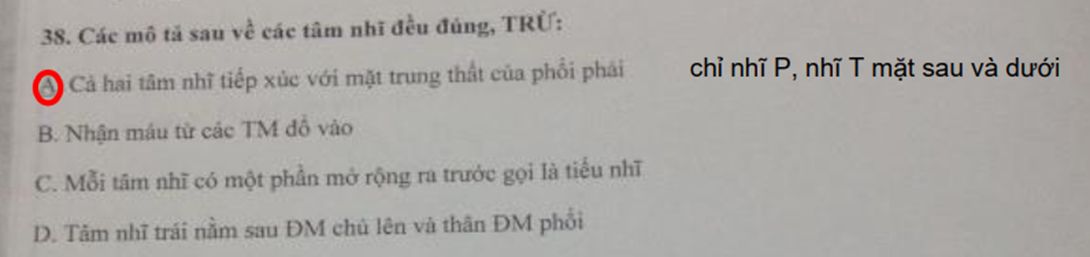 38. Các mô tả sau về các tâm nhĩ đều đúng, TRỪ:
A. Cả hai tâm nhĩ tiếp xúc với mặt trung thất của phổi phải
chỉ nhĩ P, nhĩ T mặt sau và dưới
B. Nhận máu từ các TM đổ vào
C. Mỗi tâm nhĩ có một phần mở rộng ra trước gọi là tiểu nhĩ
D. Tâm nhĩ trái nằm sau ĐM chủ lên và thân ĐM phổi